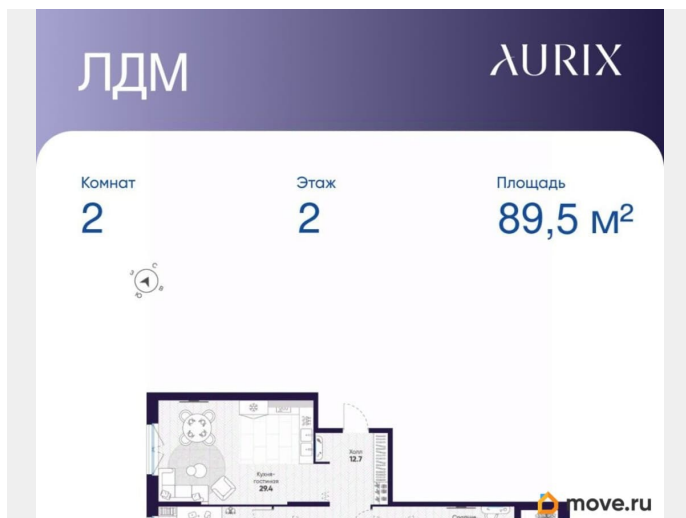 ЛДМ
AURIX
Комнат
Этаж
Площадь
2
2
89,5 м²
С
З
В
Ю
Холл
12.7
Кухня-
гостиная
29.4
move.ru